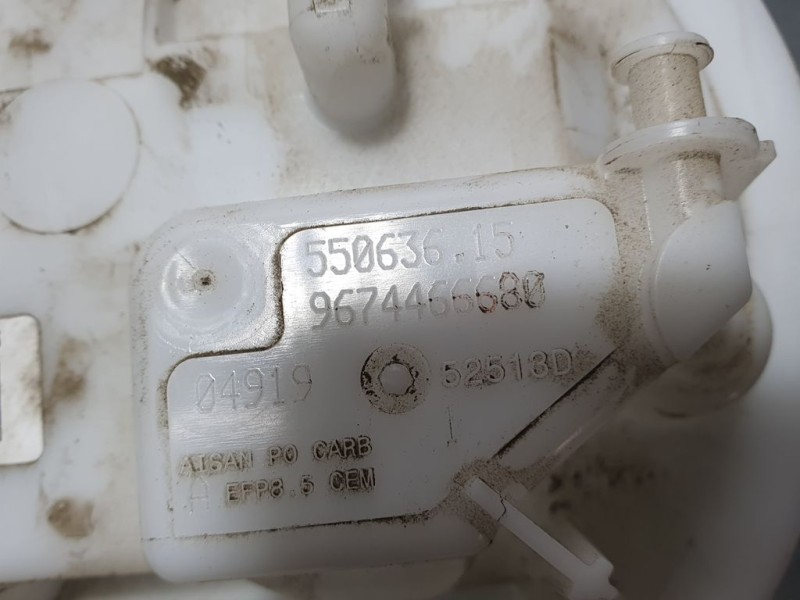 550636.15
9674466680
04919 52513D
AISAN PO CARB
A EFP8.5 CEM